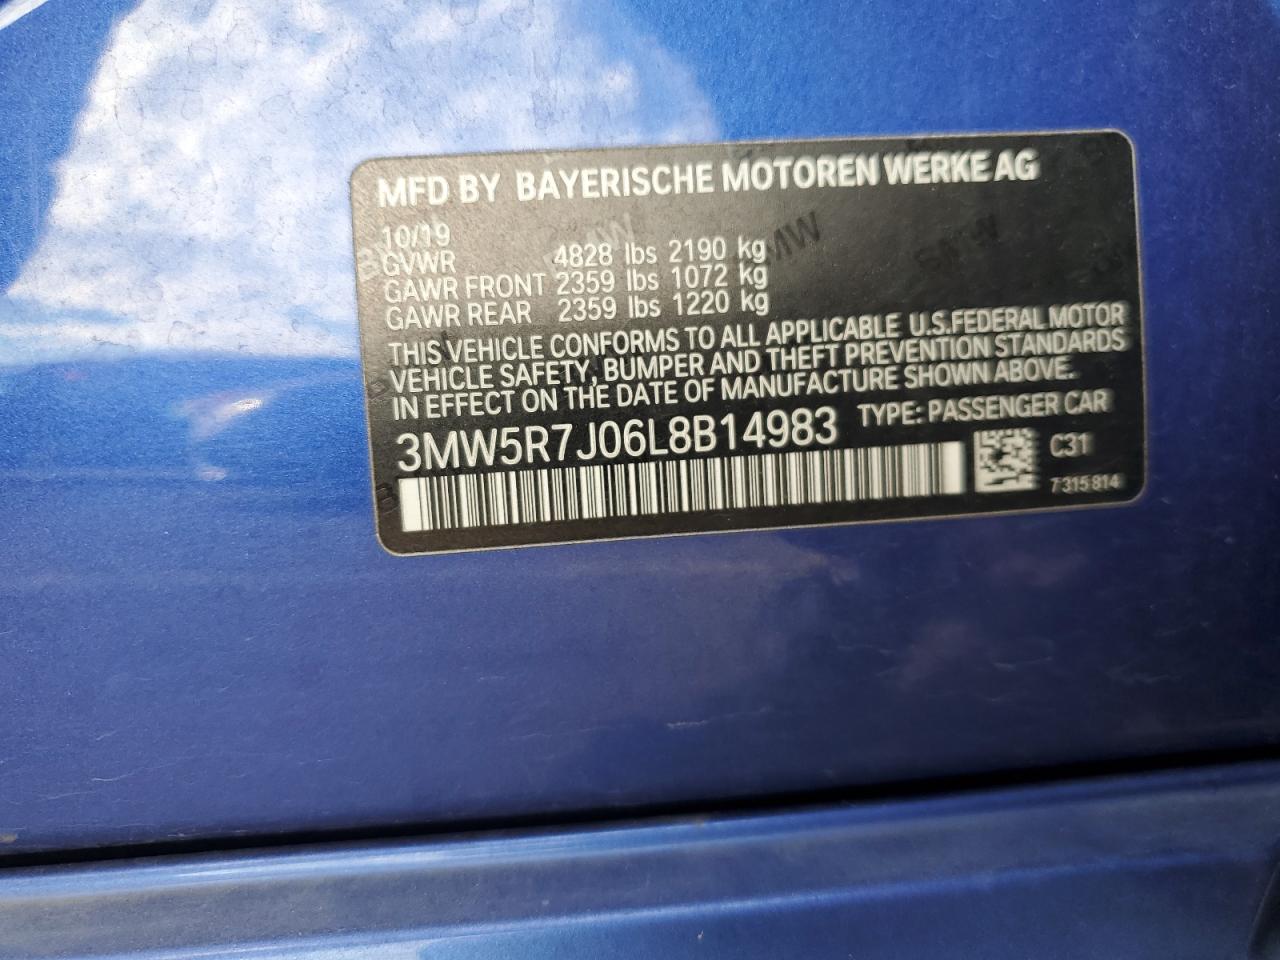 MFD BY BAYERISCHE MOTOREN WERKE AG
10/19
GVWR 4828 lbs 2190 kg
GAWR FRONT 2359 lbs 1072 kg
GAWR REAR 2359 lbs 1220 kg
THIS VEHICLE CONFORMS TO ALL APPLICABLE U.S.FEDERAL MOTOR
VEHICLE SAFETY, BUMPER AND THEFT PREVENTION STANDARDS
IN EFFECT ON THE DATE OF MANUFACTURE SHOWN ABOVE.
3MW5R7J06L8B14983 TYPE: PASSENGER CAR
C31
7315814